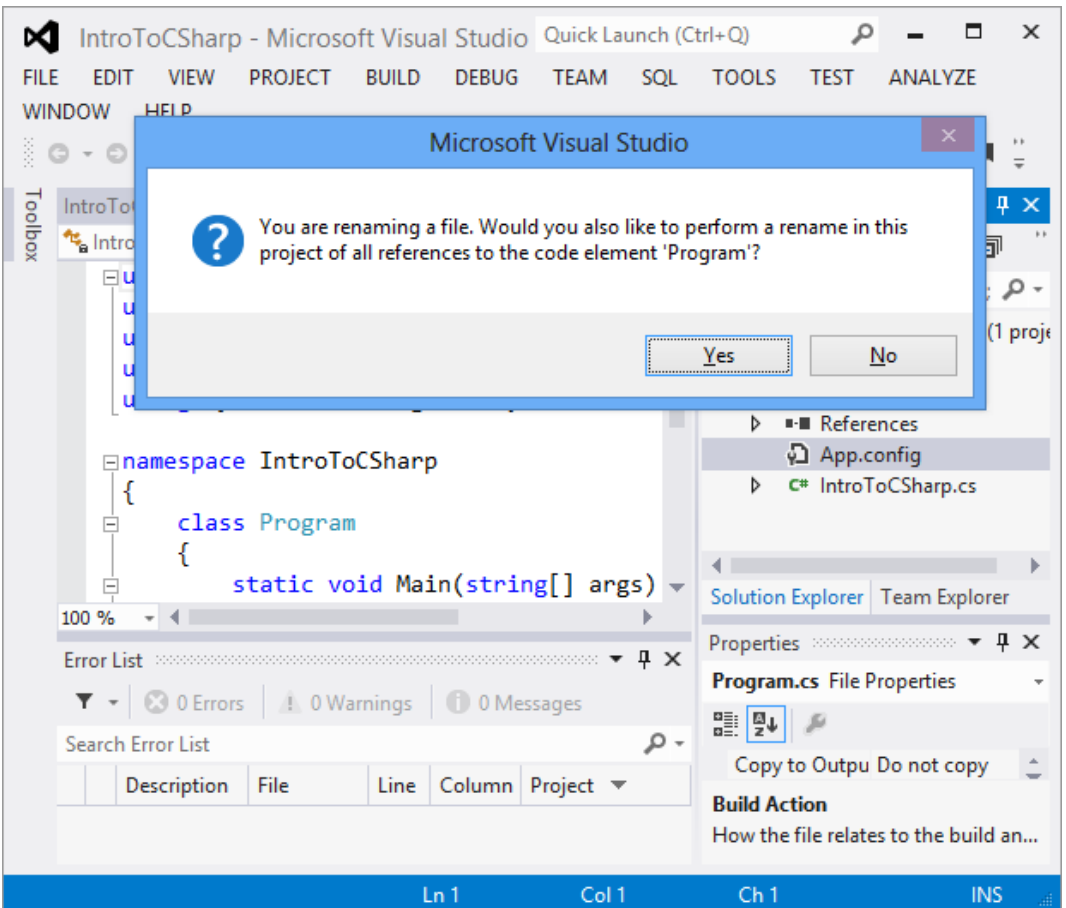 IntroToCSharp - Microsoft Visual Studio Quick Launch (Ctrl+Q)
FILE EDIT VIEW PROJECT BUILD DEBUG TEAM SQL TOOLS TEST ANALYZE
WINDOW HELP
Microsoft Visual Studio
Toolbox
You are renaming a file. Would you also like to perform a rename in this
project of all references to the code element 'Program'?
Yes No
IntroTo
Intro
u
u
u
u
u
namespace IntroToCSharp
{
class Program
{
static void Main(string[] args)
100 %
(1 proje
References
App.config
C# IntroToCSharp.cs
Solution Explorer Team Explorer
Error List
0 Errors 0 Warnings 0 Messages
Search Error List
Description File Line Column Project
Properties
Program.cs File Properties
Copy to Outpu Do not copy
Build Action
How the file relates to the build an...
Ln 1 Col 1 Ch 1 INS